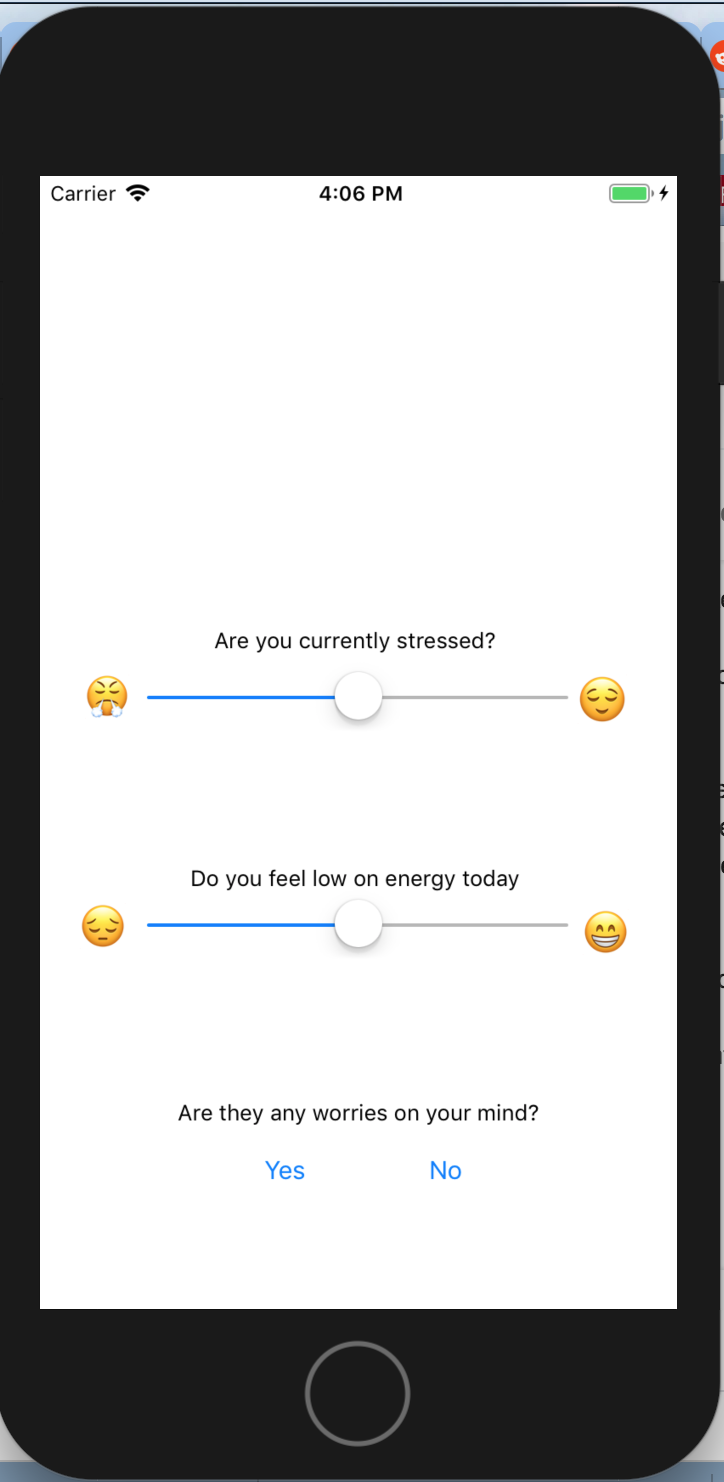 Carrier 4:06 PM
Are you currently stressed?
Do you feel low on energy today
Are they any worries on your mind?
Yes No